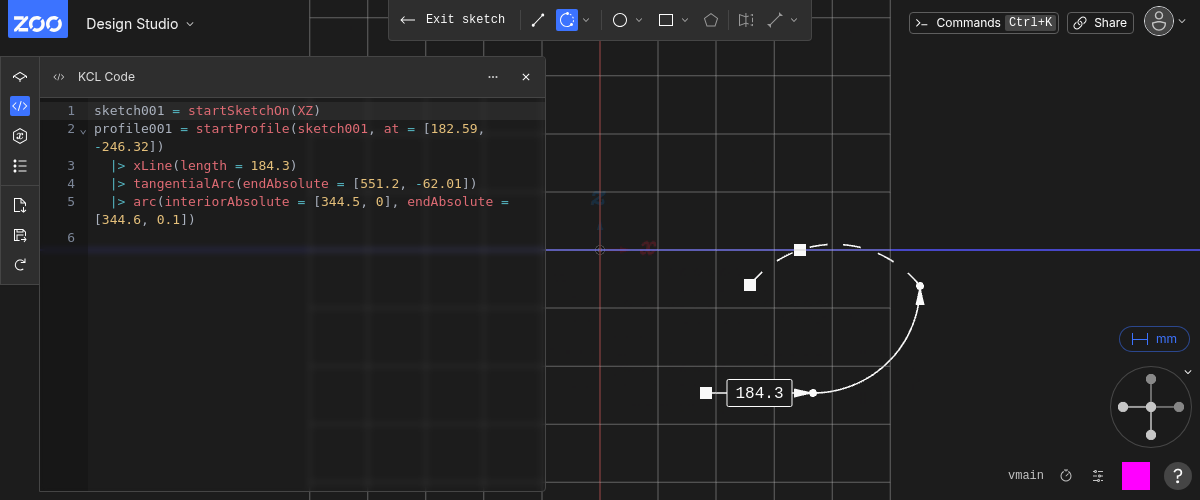 ZOO
Design Studio
Exit sketch
Commands Ctrl+K
Share
KCL Code
1 sketch001 = startSketchOn(XZ)
2 profile001 = startProfile(sketch001, at = [182.59,
-246.32])
3 |> xLine(length = 184.3)
4 |> tangentialArc(endAbsolute = [551.2, -62.01])
5 |> arc(interiorAbsolute = [344.5, 0], endAbsolute =
[344.6, 0.1])
6
z
x
184.3
mm
vmain
?